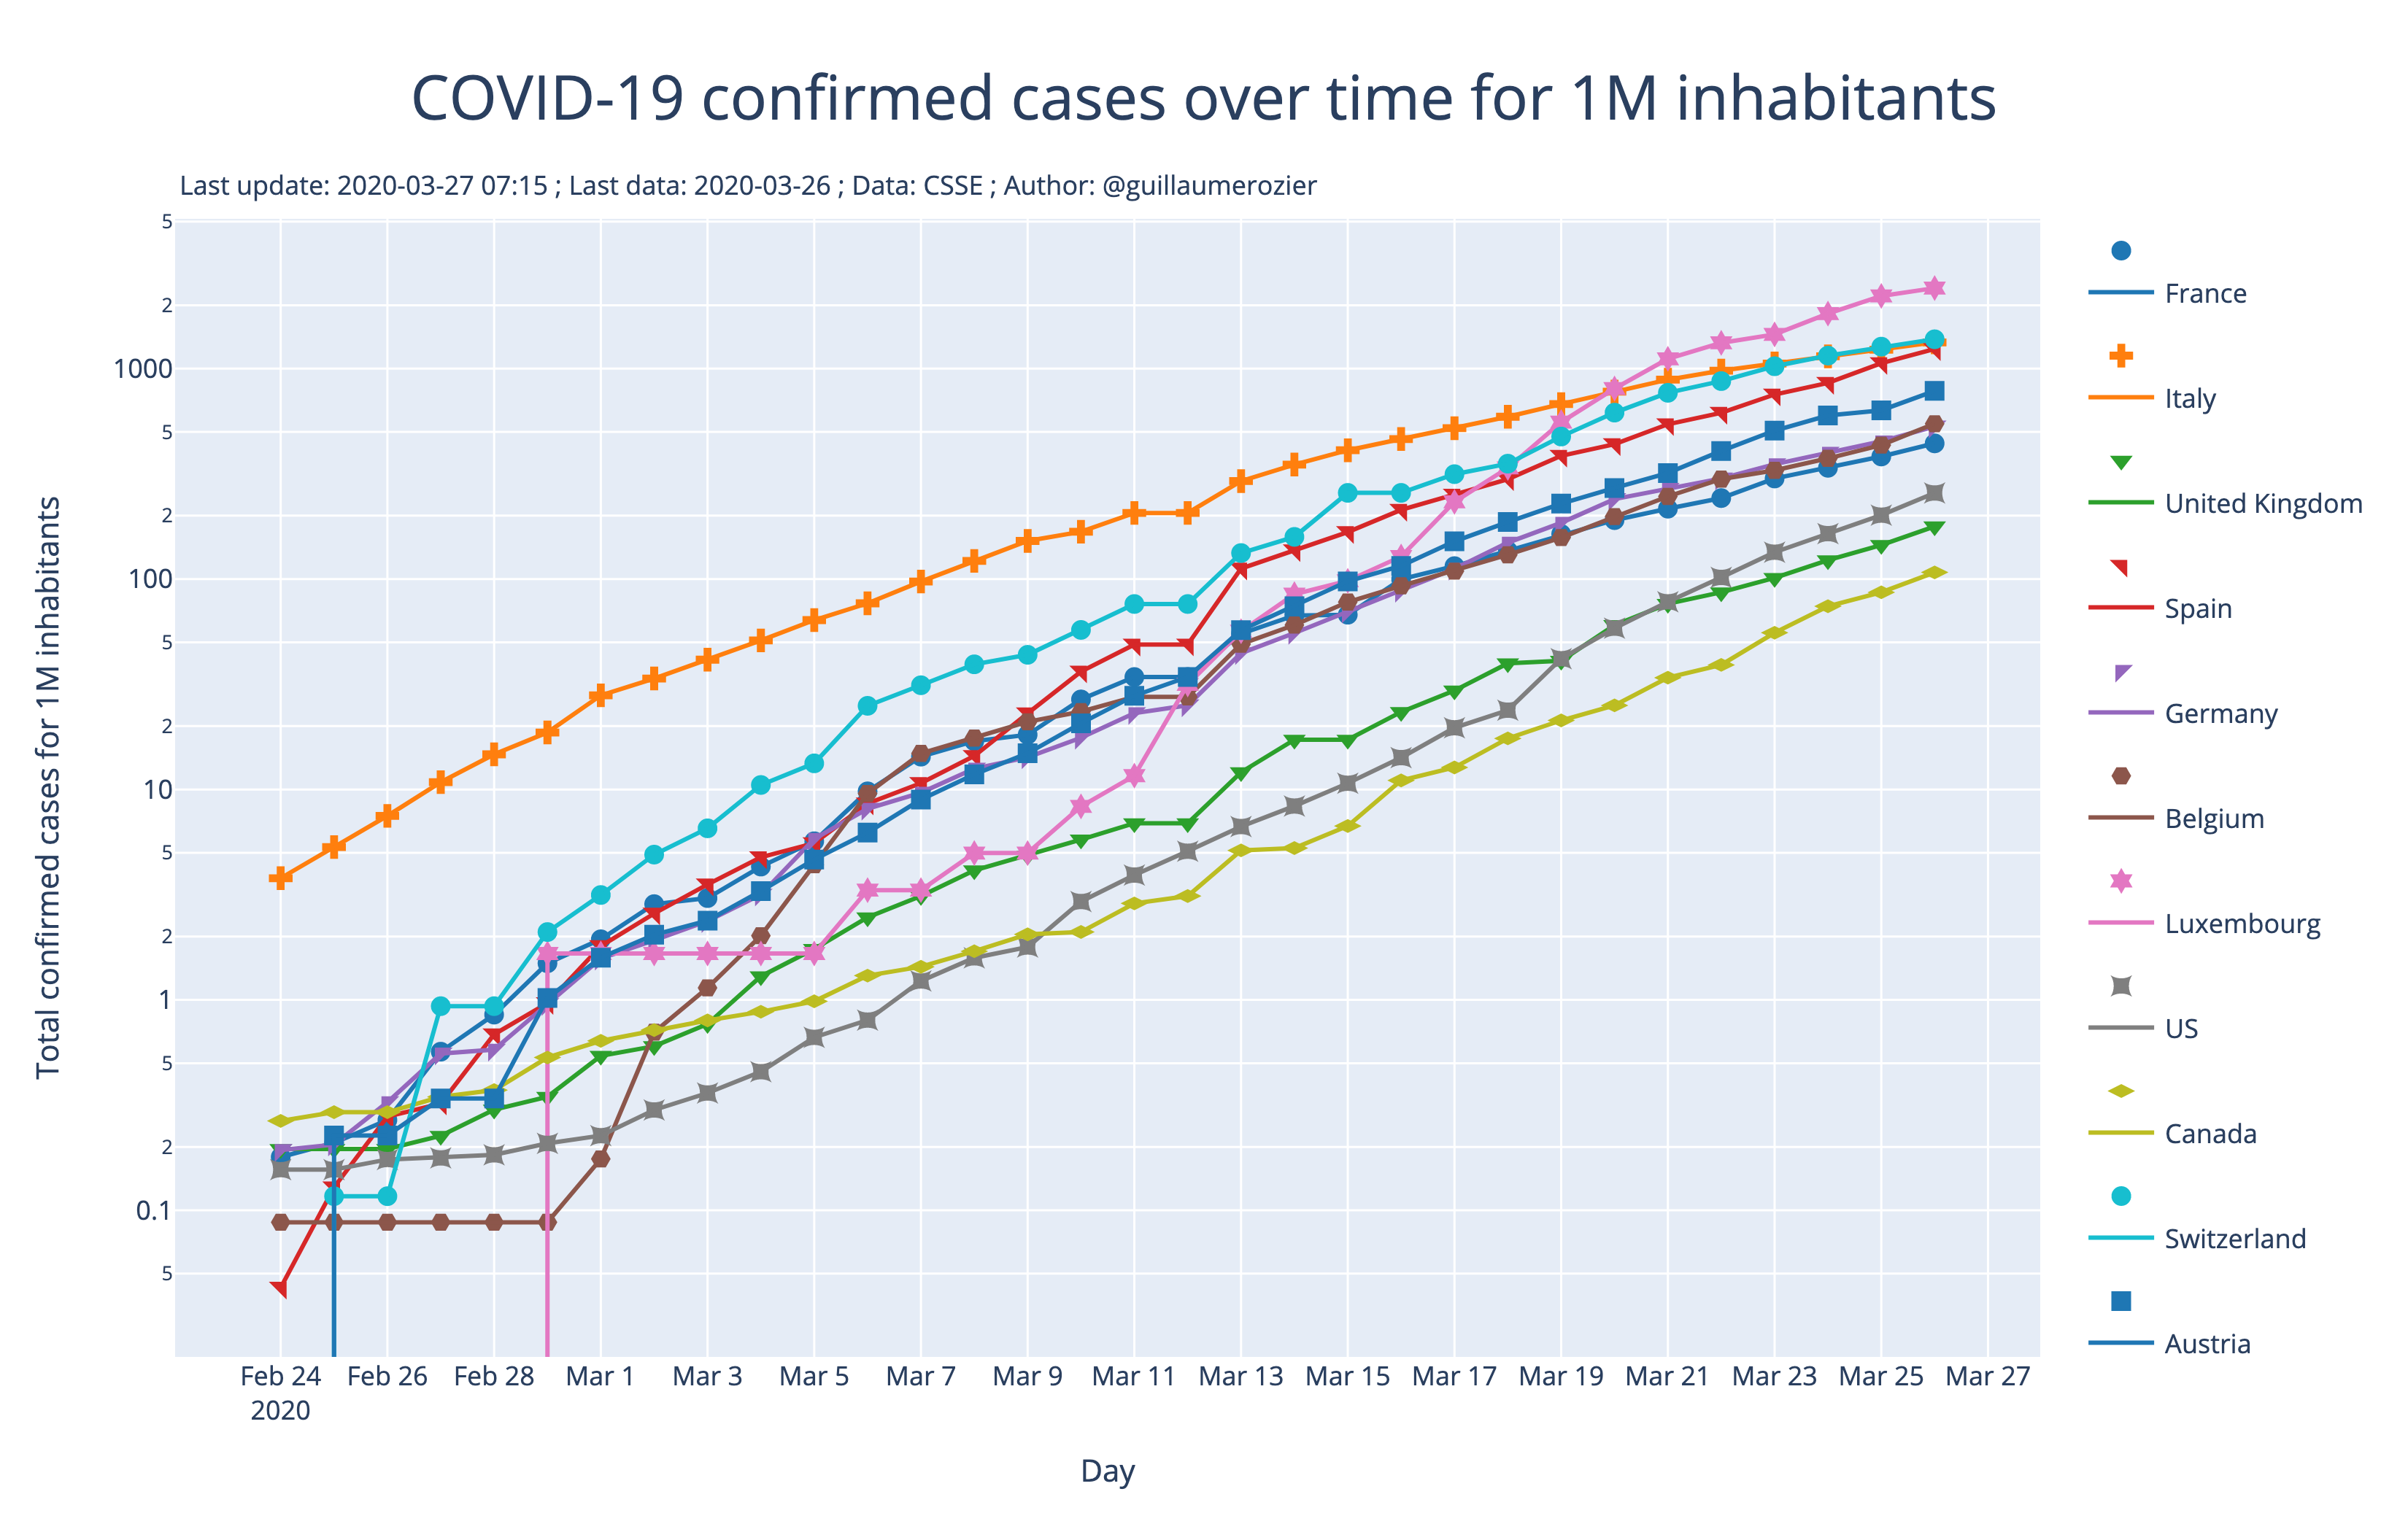 COVID-19 confirmed cases over time for 1M inhabitants
Last update: 2020-03-27 07:15 ; Last data: 2020-03-26 ; Data: CSSE ; Author: @guillaumerozier
Total confirmed cases for 1M inhabitants
5
2
1000
5
2
100
5
2
10
5
2
1
5
2
0.1
5
Feb 24 Feb 26 Feb 28 Mar 1 Mar 3 Mar 5 Mar 7 Mar 9 Mar 11 Mar 13 Mar 15 Mar 17 Mar 19 Mar 21 Mar 23 Mar 25 Mar 27
2020
Day
France
Italy
United Kingdom
Spain
Germany
Belgium
Luxembourg
US
Canada
Switzerland
Austria